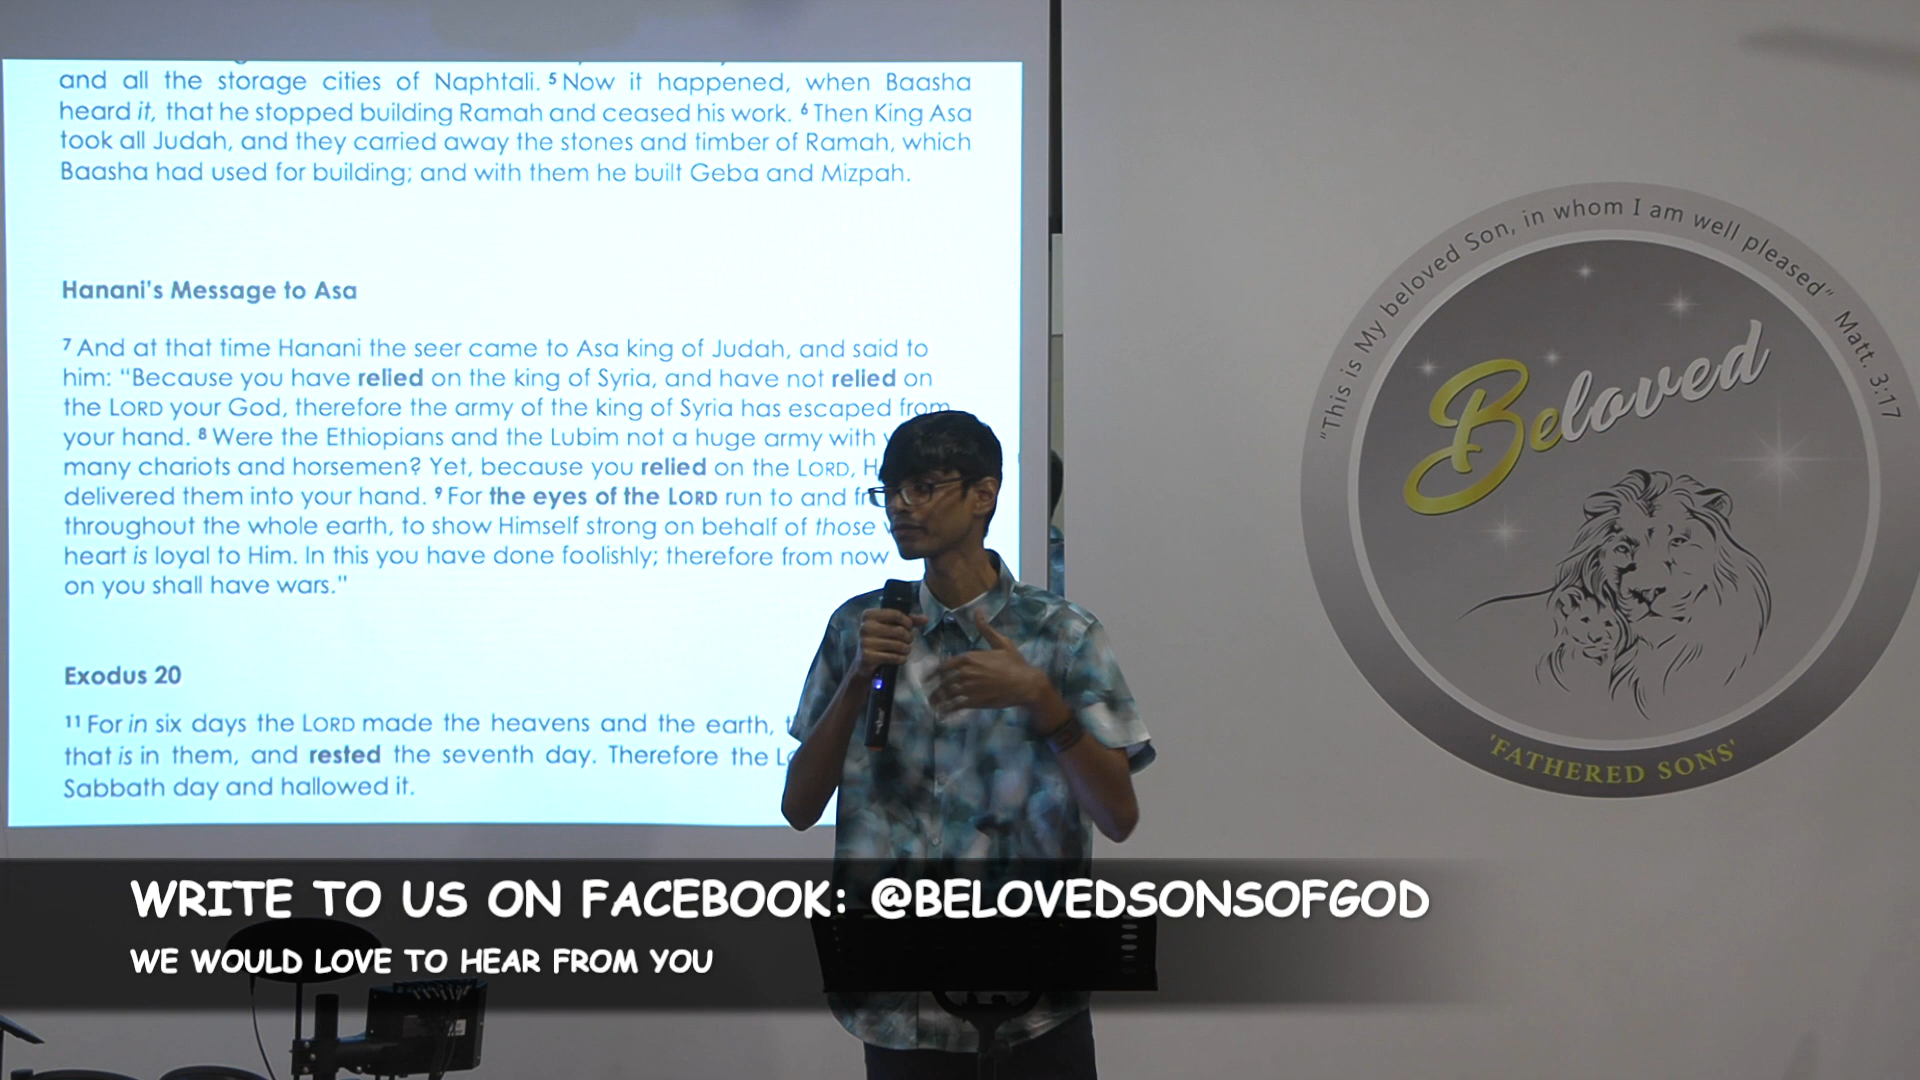 and all the storage cities of Naphtali. 5 Now it happened, when Baasha
heard it, that he stopped building Ramah and ceased his work. 6 Then King Asa
took all Judah, and they carried away the stones and timber of Ramah, which
Baasha had used for building; and with them he built Geba and Mizpah.
Hanani's Message to Asa
7 And at that time Hanani the seer came to Asa king of Judah, and said to
him: "Because you have relied on the king of Syria, and have not relied on
the LORD your God, therefore the army of the king of Syria has escaped from
your hand. 8 Were the Ethiopians and the Lubim not a huge army with
many chariots and horsemen? Yet, because you relied on the LORD,
delivered them into your hand. 9 For the eyes of the LORD run to and
throughout the whole earth, to show Himself strong on behalf of those
heart is loyal to Him. In this you have done foolishly; therefore from now
on you shall have wars."
Exodus 20
11 For in six days the LORD made the heavens and the earth,
that is in them, and rested the seventh day. Therefore the
Sabbath day and hallowed it.
"This is My beloved Son, in whom I am well pleased" Matt. 3:17
Beloved
'FATHERED SONS'
WRITE TO US ON FACEBOOK: @BELOVEDSONSOFGOD
WE WOULD LOVE TO HEAR FROM YOU